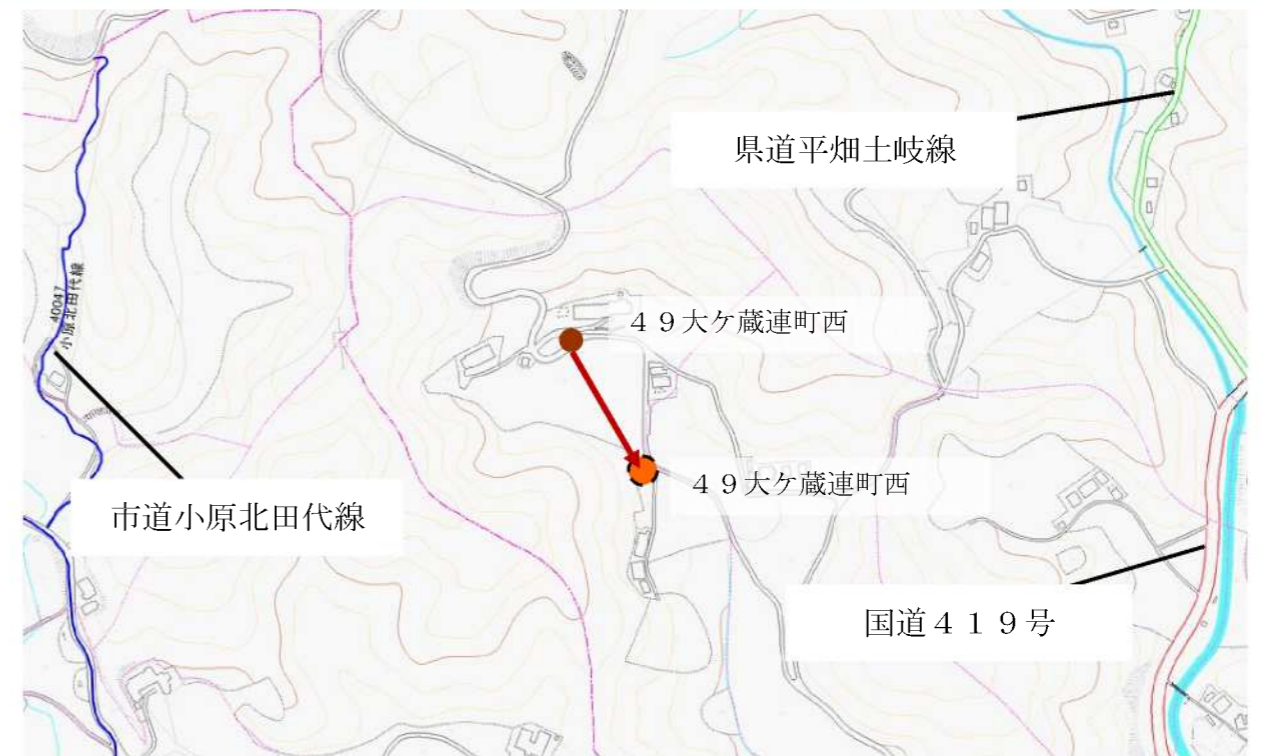 県道平畑土岐線
４９大ケ蔵連町西
40047
小原北田代線
４９大ケ蔵連町西
市道小原北田代線
国道４１９号